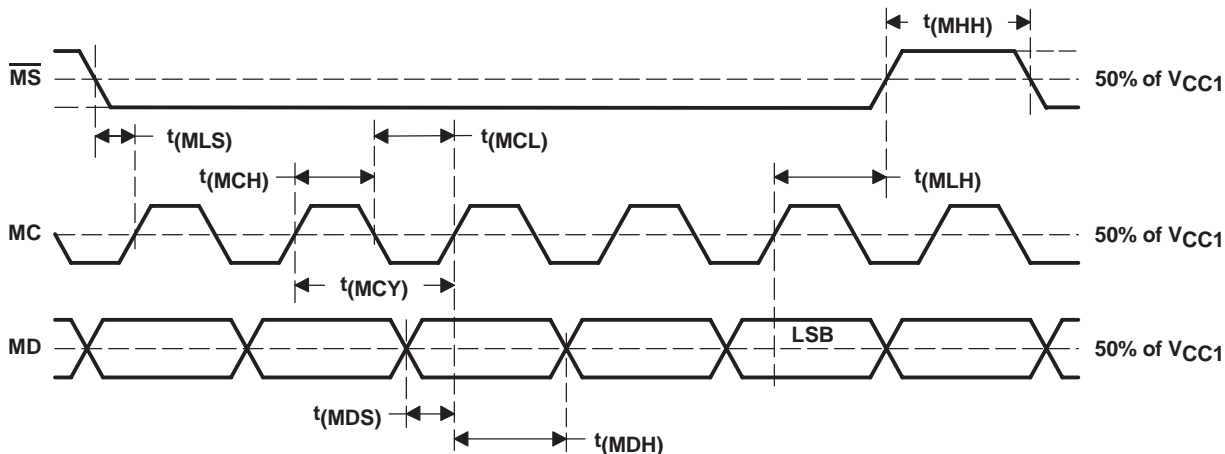 t(MHH)
MS
50% of VCC1
t(MLS)
t(MCL)
t(MCH)
t(MLH)
MC
50% of VCC1
t(MCY)
LSB
MD
50% of VCC1
t(MDS)
t(MDH)